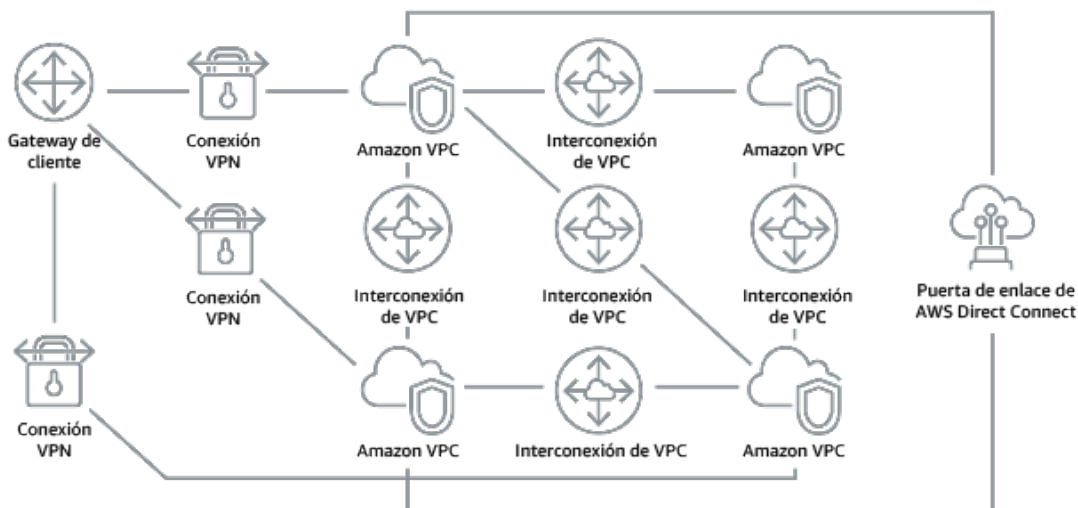 Gateway de
cliente
Conexión
VPN
Amazon VPC
Interconexión
de VPC
Amazon VPC
Conexión
VPN
Interconexión
de VPC
Interconexión
de VPC
Interconexión
de VPC
Puerta de enlace de
AWS Direct Connect
Conexión
VPN
Amazon VPC
Interconexión de VPC
Amazon VPC